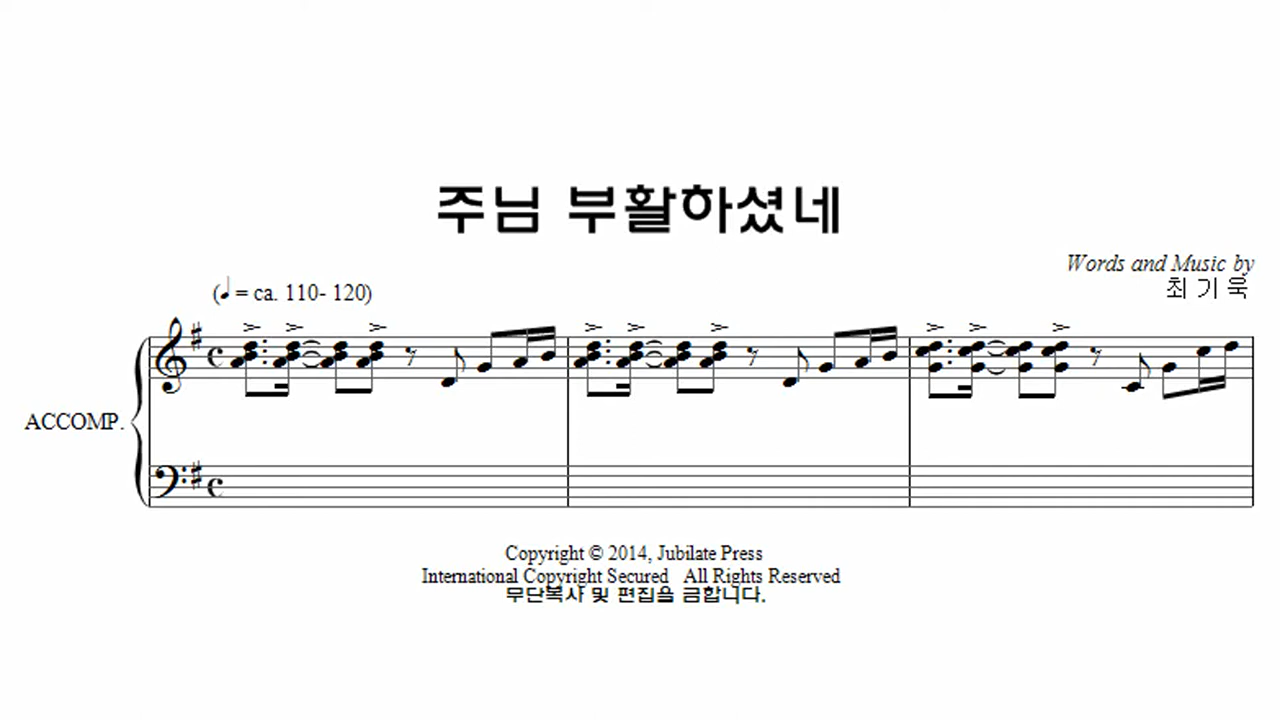 주님 부활하셨네
Words and Music by
최 기 욱
(♩ = ca. 110- 120)
ACCOMP.
Copyright © 2014, Jubilate Press
International Copyright Secured All Rights Reserved
무단복사 및 편집을 금합니다.